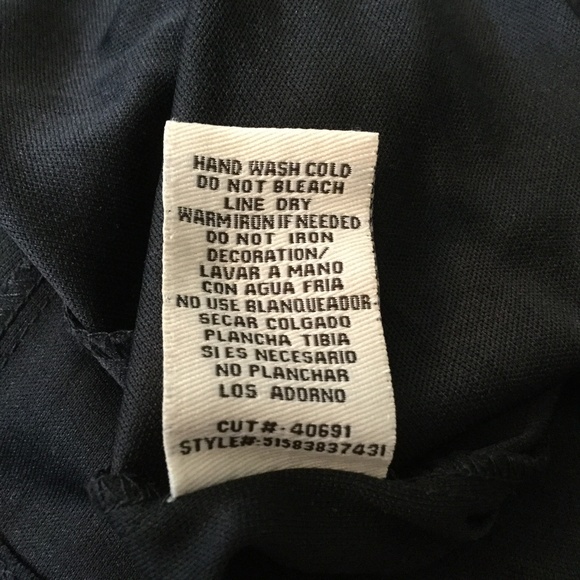 HAND WASH COLD
DO NOT BLEACH
LINE DRY
WARM IRON IF NEEDED
DO NOT IRON
DECORATION/
LAVAR A MANO
CON AGUA FRIA
NO USE BLANQUEADOR
SECAR COLGADO
PLANCHA TIBIA
SI ES NECESARIO
NO PLANCHAR
LOS ADORNO
CUT#-40691
STYLE#:51583837431